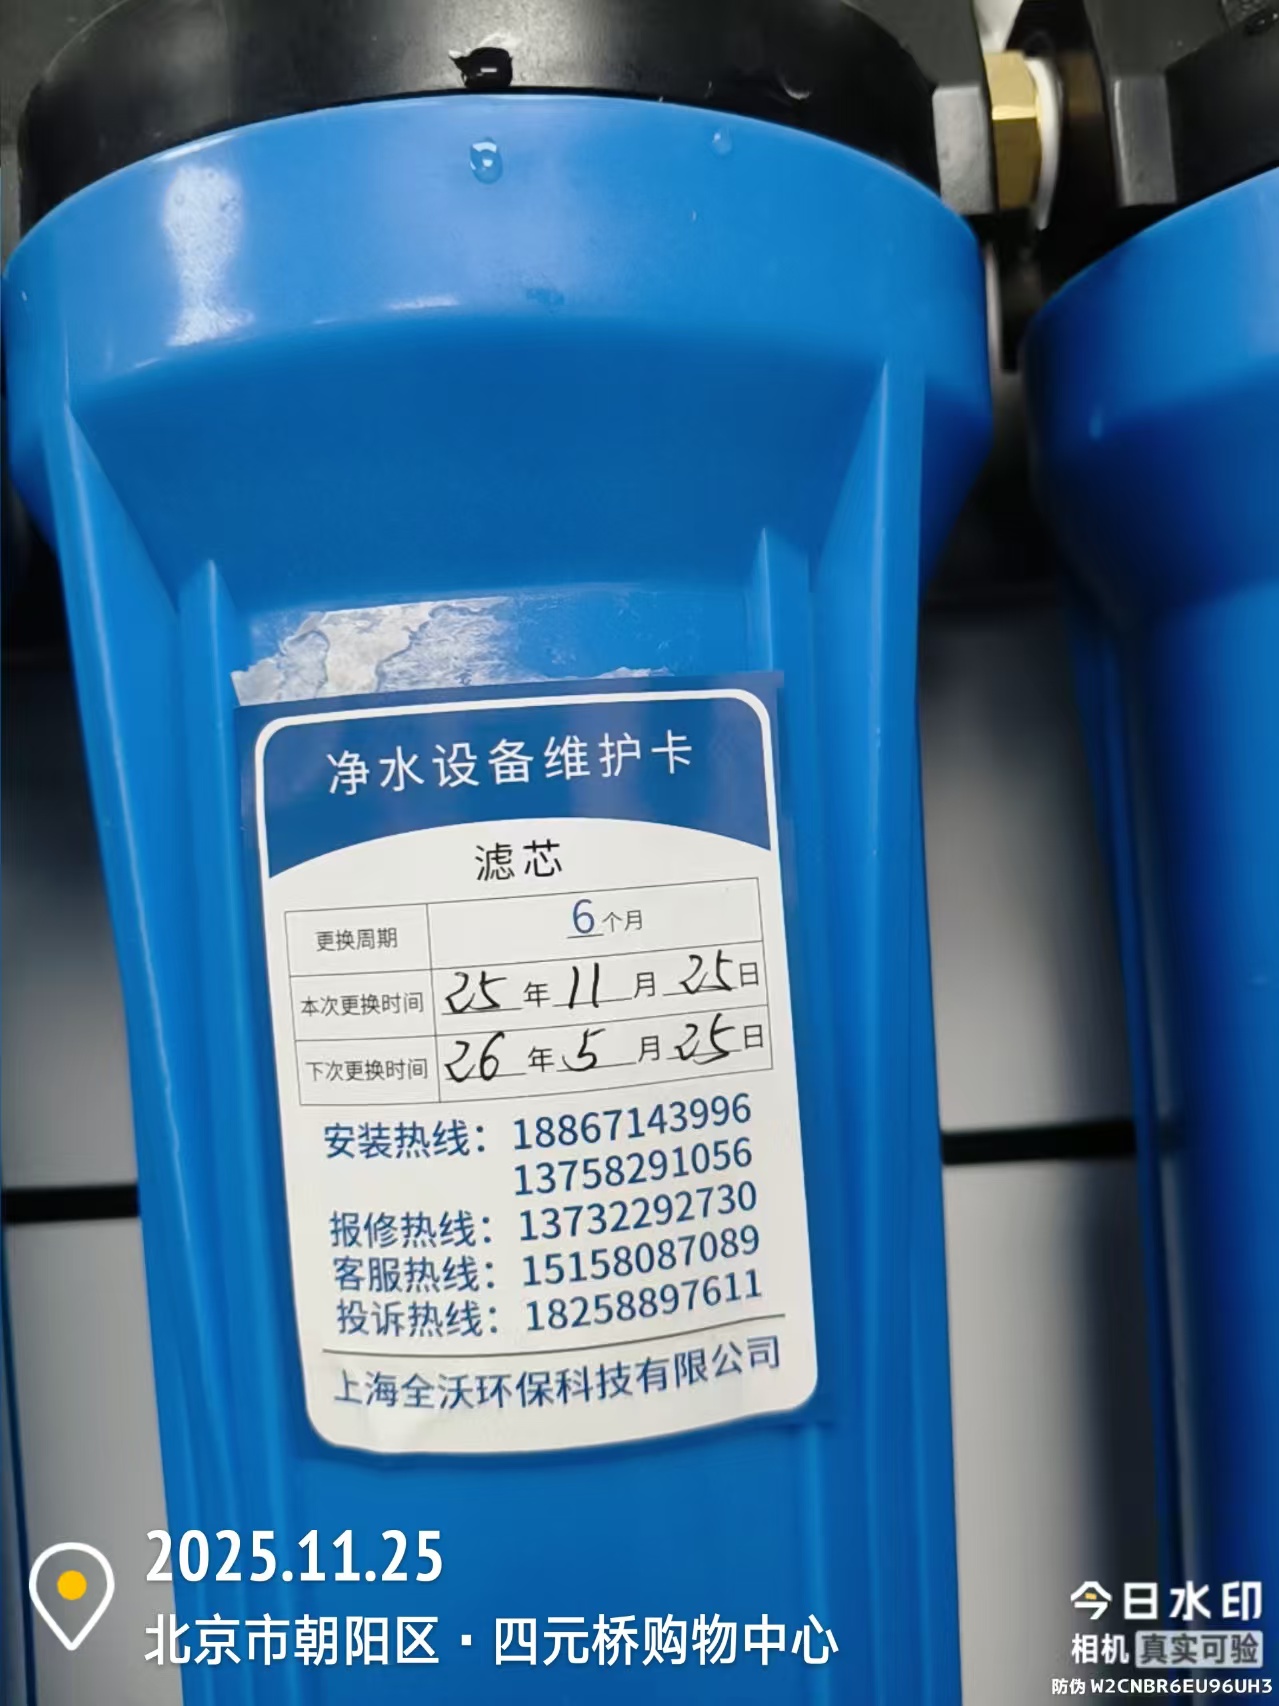 净水设备维护卡
滤芯
更换周期 6个月
本次更换时间 25年11月25日
下次更换时间 26年5月25日
安装热线：18867143996
13758291056
报修热线：13732292730
客服热线：15158087089
投诉热线：18258897611
上海全沃环保科技有限公司
2025.11.25
北京市朝阳区·四元桥购物中心
今日水印
相机 真实可验
防伪 W2CNBR6EU96UH3